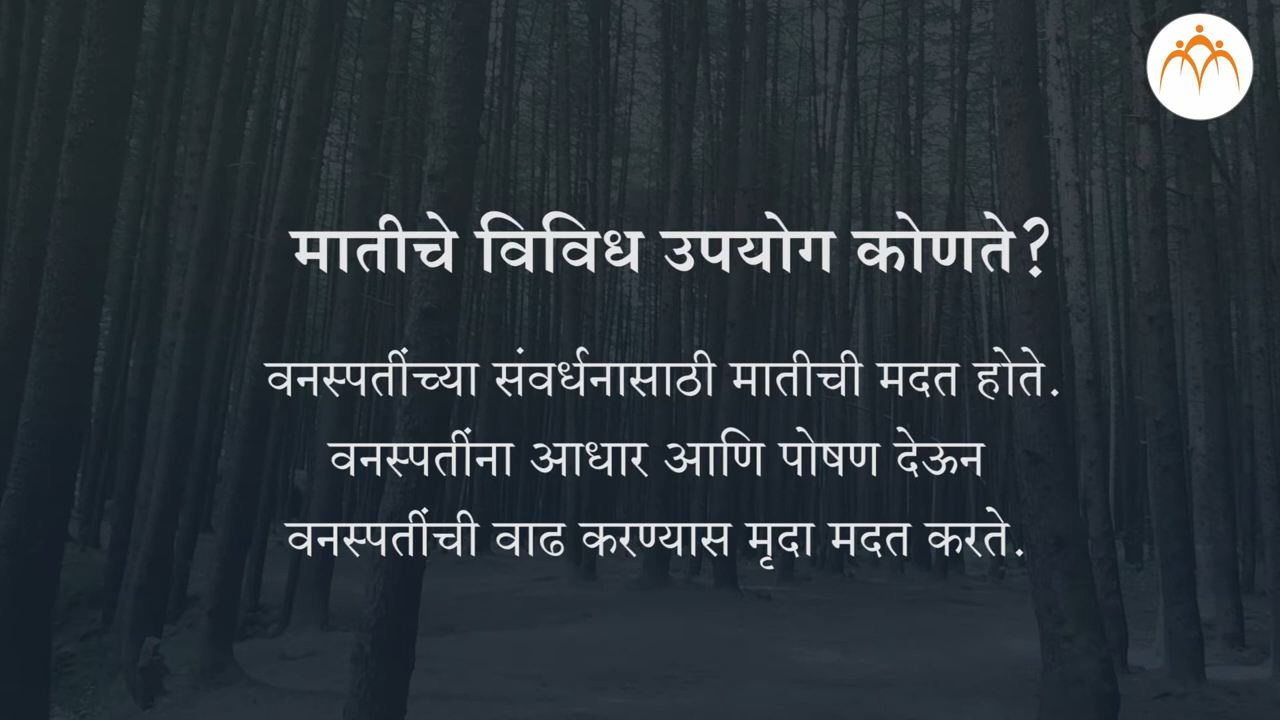 मातीचे विविध उपयोग कोणते?
वनस्पतींच्या संवर्धनासाठी मातीची मदत होते.
वनस्पतींना आधार आणि पोषण देऊन
वनस्पतींची वाढ करण्यास मृदा मदत करते.